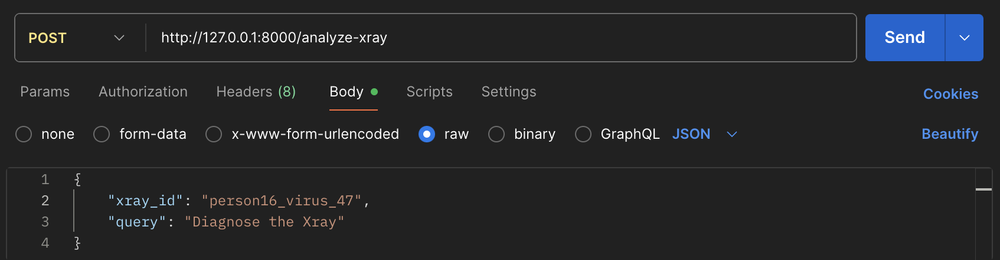 POST http://127.0.0.1:8000/analyze-xray Send
Params Authorization Headers (8) Body Scripts Settings Cookies
none form-data x-www-form-urlencoded raw binary GraphQL JSON Beautify
1 {
2 "xray_id": "person16_virus_47",
3 "query": "Diagnose the Xray"
4 }